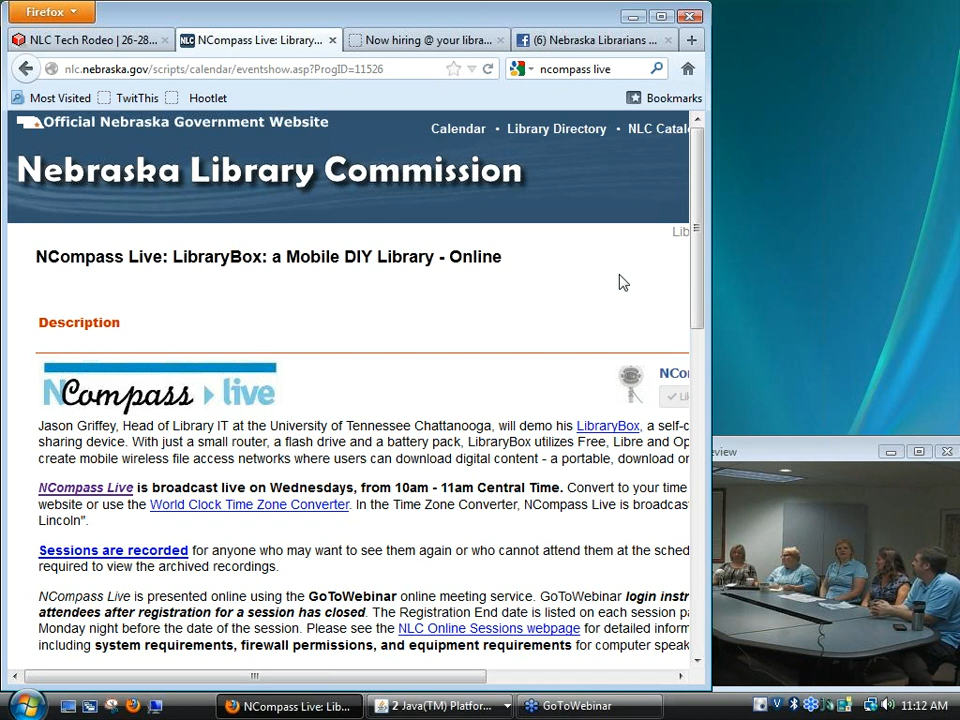 Firefox
NLC Tech Rodeo | 26-28...
NCompass Live: Library...
Now hiring @ your libra...
(6) Nebraska Librarians ...
nlc.nebraska.gov/scripts/calendar/eventshow.asp?ProgID=11526
ncompass live
Most Visited
TwitThis
Hootlet
Bookmarks
Official Nebraska Government Website
Calendar • Library Directory • NLC Catal
Nebraska Library Commission
Lib
NCompass Live: LibraryBox: a Mobile DIY Library - Online
Description
NCompass live
NCo
Li
Jason Griffey, Head of Library IT at the University of Tennessee Chattanooga, will demo his LibraryBox, a self-c
sharing device. With just a small router, a flash drive and a battery pack, LibraryBox utilizes Free, Libre and Op
create mobile wireless file access networks where users can download digital content - a portable, download or
NCompass Live is broadcast live on Wednesdays, from 10am - 11am Central Time. Convert to your time
website or use the World Clock Time Zone Converter. In the Time Zone Converter, NCompass Live is broadcas
Lincoln".
Sessions are recorded for anyone who may want to see them again or who cannot attend them at the sched
required to view the archived recordings.
NCompass Live is presented online using the GoToWebinar online meeting service. GoToWebinar login instr
attendees after registration for a session has closed. The Registration End date is listed on each session pa
Monday night before the date of the session. Please see the NLC Online Sessions webpage for detailed inform
including system requirements, firewall permissions, and equipment requirements for computer speak
eview
NCompass Live: Lib...
2 Java(TM) Platfor...
GoToWebinar
11:12 AM